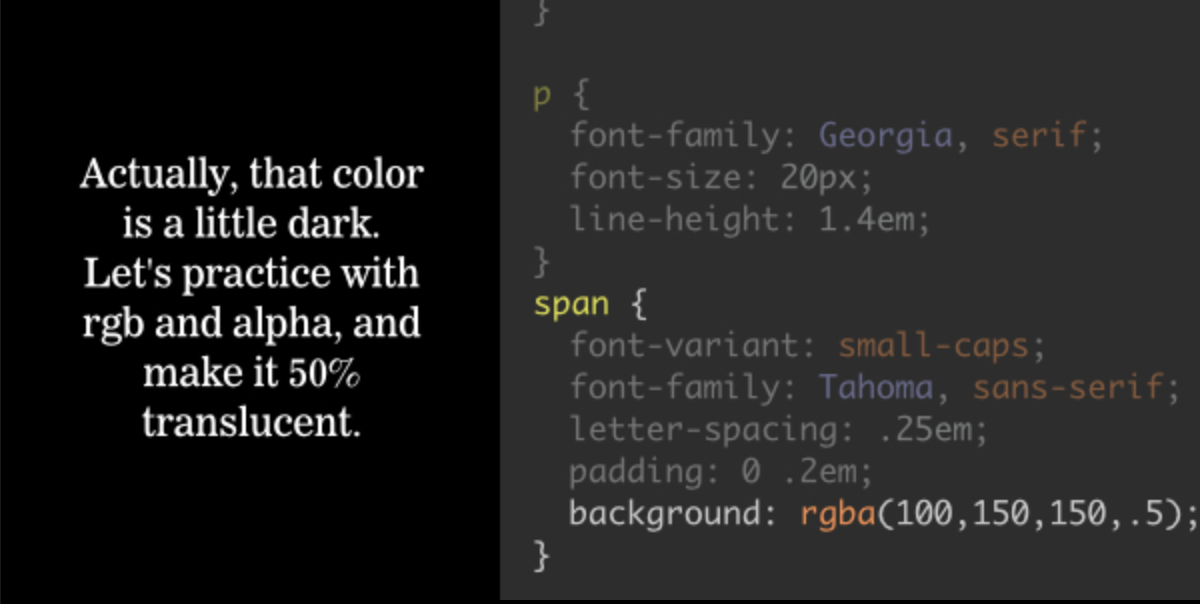 Actually, that color
is a little dark.
Let's practice with
rgb and alpha, and
make it 50%
translucent.
}
p {
font-family: Georgia, serif;
font-size: 20px;
line-height: 1.4em;
}
span {
font-variant: small-caps;
font-family: Tahoma, sans-serif;
letter-spacing: .25em;
padding: 0 .2em;
background: rgba(100,150,150,.5);
}